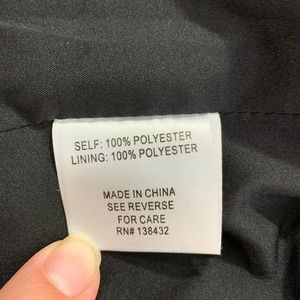 SELF: 100% POLYESTER
LINING: 100% POLYESTER
MADE IN CHINA
SEE REVERSE
FOR CARE
RN# 138432